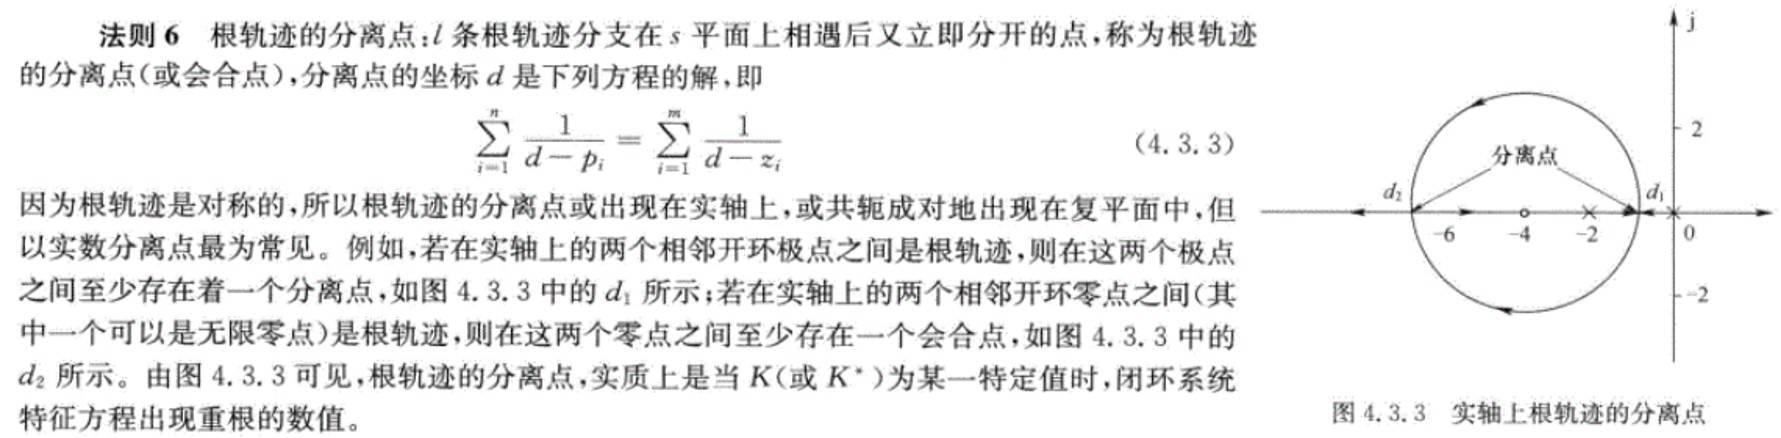 法则 6 根轨迹的分离点:l 条根轨迹分支在 s 平面上相遇后又立即分开的点,称为根轨迹
的分离点(或会合点),分离点的坐标 d 是下列方程的解,即
\sum_{i=1}^{n} \frac{1}{d-p_i} = \sum_{i=1}^{m} \frac{1}{d-z_i} (4.3.3)
因为根轨迹是对称的,所以根轨迹的分离点或出现在实轴上,或共轭成对地出现在复平面中,但
以实数分离点最为常见。例如,若在实轴上的两个相邻开环极点之间是根轨迹,则在这两个极点
之间至少存在着一个分离点,如图 4.3.3 中的 d₁ 所示;若在实轴上的两个相邻开环零点之间(其
中一个可以是无限零点)是根轨迹,则在这两个零点之间至少存在一个会合点,如图 4.3.3 中的
d₂ 所示。由图 4.3.3 可见,根轨迹的分离点,实质上是当 K(或 K*)为某一特定值时,闭环系统
特征方程出现重根的数值。
j
2
分离点
d₂ d₁
-6 -4 -2 0
-2
图 4.3.3 实轴上根轨迹的分离点